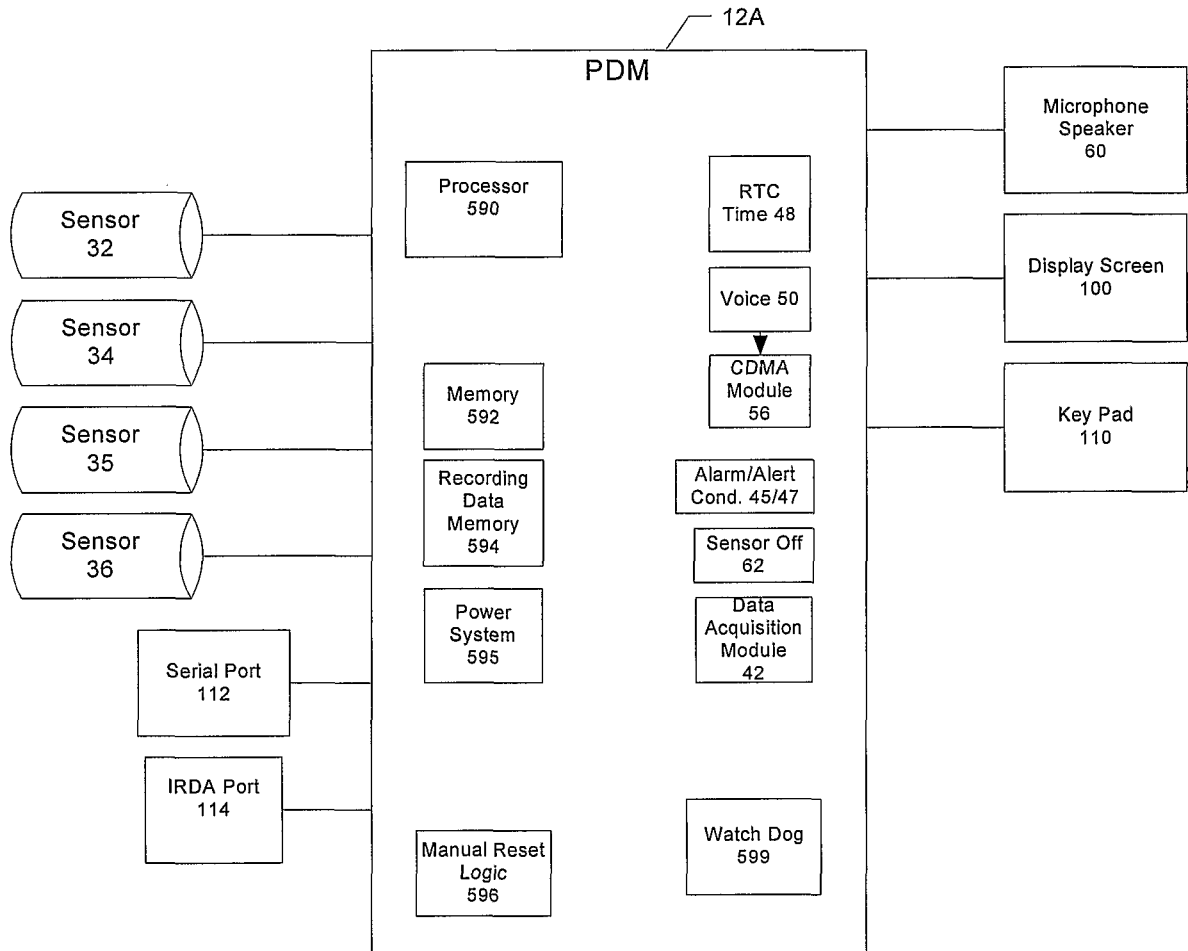 12A
PDM
Sensor
32
Sensor
34
Sensor
35
Sensor
36
Serial Port
112
IRDA Port
114
Processor
590
Memory
592
Recording
Data
Memory
594
Power
System
595
Manual Reset
Logic
596
RTC
Time 48
Voice 50
CDMA
Module
56
Alarm/Alert
Cond. 45/47
Sensor Off
62
Data
Acquisition
Module
42
Watch Dog
599
Microphone
Speaker
60
Display Screen
100
Key Pad
110